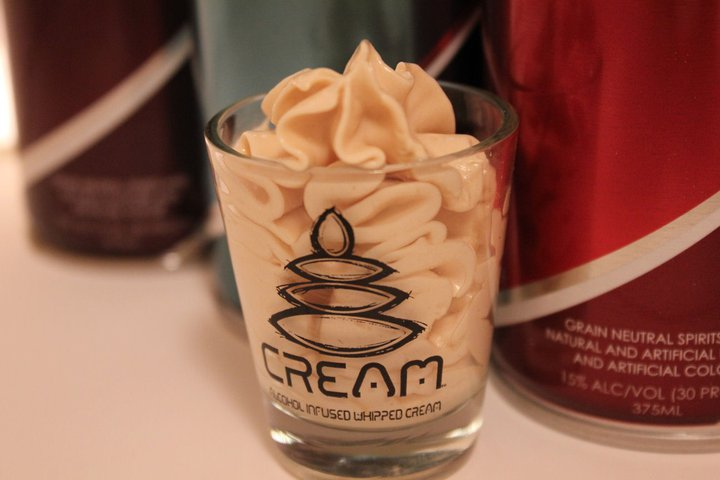 CREAM
ALCOHOL INFUSED WHIPPED CREAM
GRAIN NEUTRAL SPIRITS
NATURAL AND ARTIFICIAL
AND ARTIFICIAL
15% ALC/VOL (30
375ML